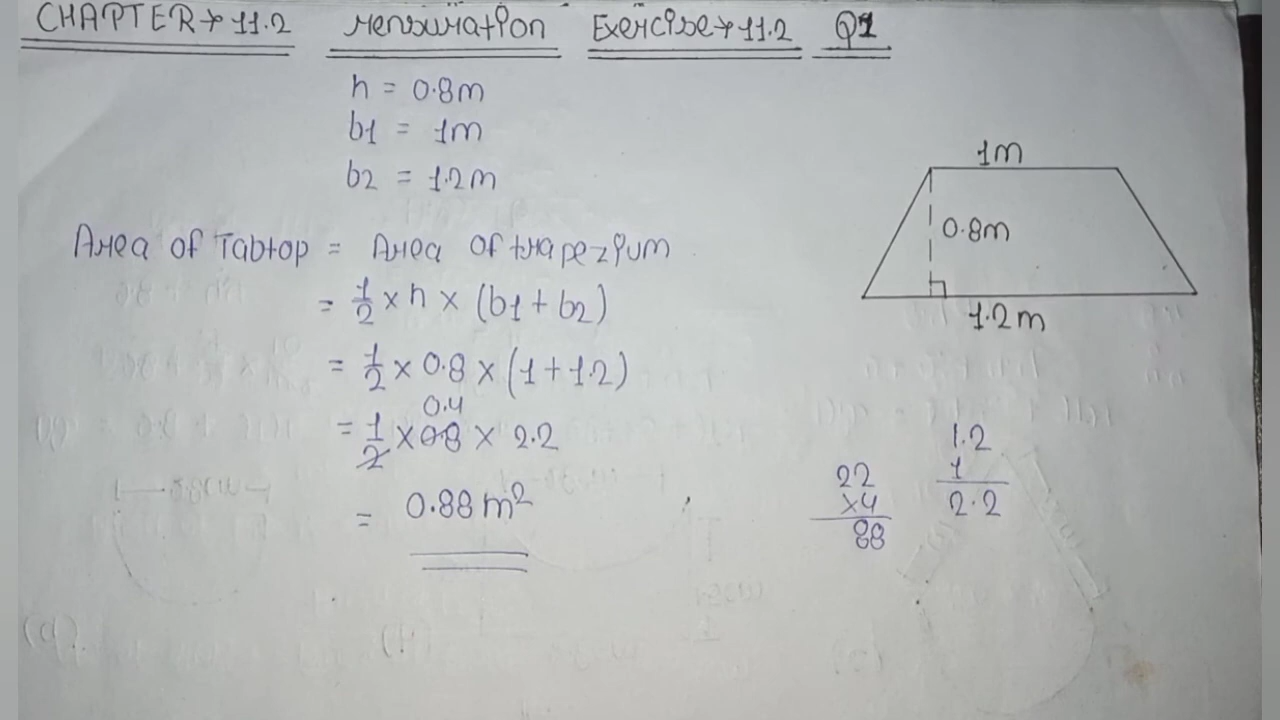 CHAPTER → 11.2 Mensuration Exercise → 11.2 Q1
h = 0.8m
b1 = 1m
b2 = 1.2m
1m
0.8m
1.2m
Area of Tabtop = Area of trapezium
= 1/2 × h × (b1 + b2)
= 1/2 × 0.8 × (1 + 1.2)
0.4
= 1/2 × 0.8 × 2.2
= 0.88 m²
22
×4
88
1.2
1
2.2